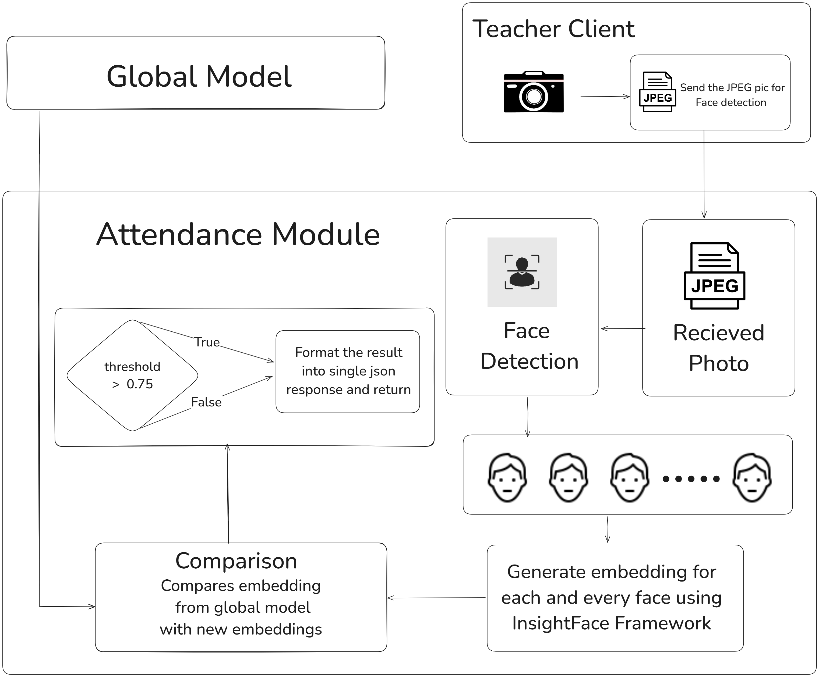 Teacher Client
JPEG
Send the JPEG pic for
Face detection
Global Model
Attendance Module
JPEG
Recieved
Photo
Face
Detection
threshold
> 0.75
True
False
Format the result
into single json
response and return
Generate embedding for
each and every face using
InsightFace Framework
Comparison
Compares embedding
from global model
with new embeddings